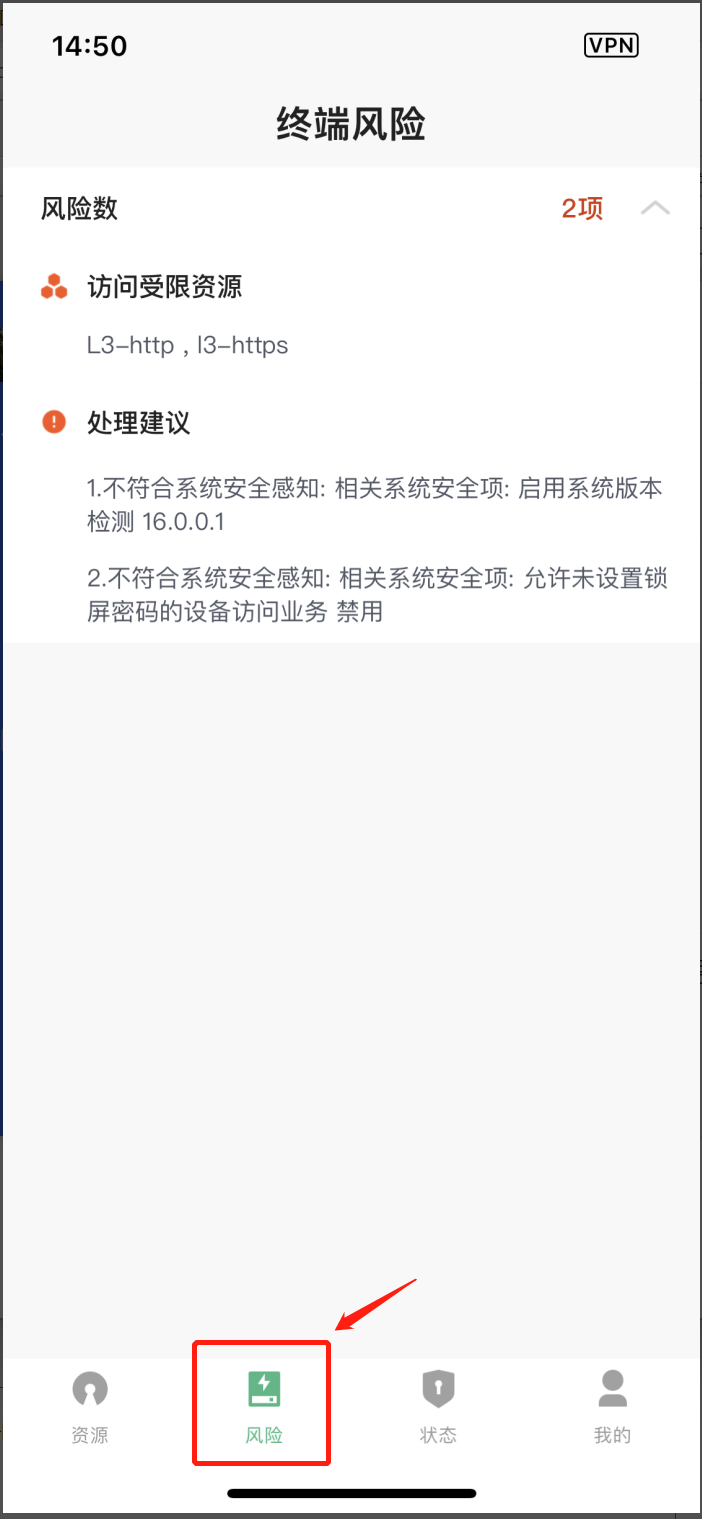 14:50
VPN
终端风险
风险数
2项
访问受限资源
L3-http , l3-https
处理建议
1.不符合系统安全感知: 相关系统安全项: 启用系统版本
检测 16.0.0.1
2.不符合系统安全感知: 相关系统安全项: 允许未设置锁
屏密码的设备访问业务 禁用
资源
风险
状态
我的